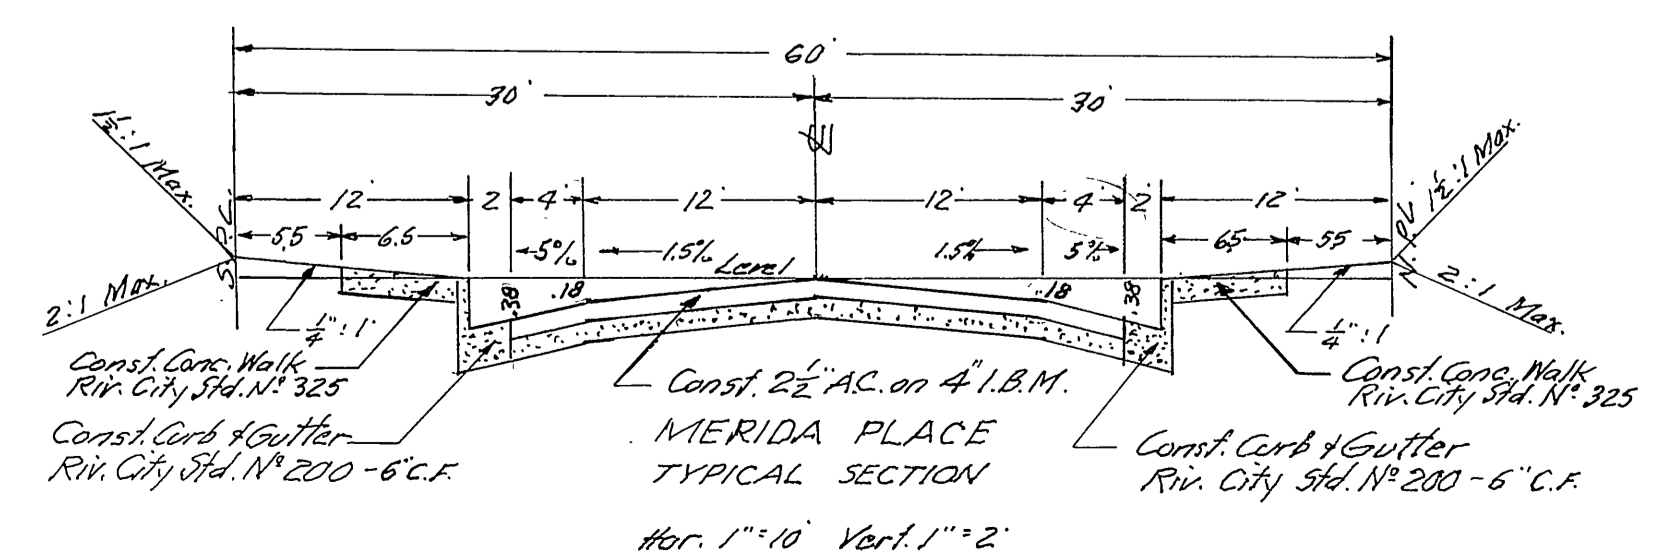 60'
30' 30'
1½:1 Max. 1½:1 Max.
12' 2' 4' 12' 12' 4' 2' 12'
5.5 6.5 5% 1.5% 1.5% 5% 6.5 5.5
Level
.38 .18 .18 .38
2:1 Max. 2:1 Max.
¼":1' ¼":1'
Const. Conc. Walk
Riv. City Std. Nº 325
Const. Conc. Walk
Riv. City Std. Nº 325
Const. Curb & Gutter
Riv. City Std. Nº 200 - 6" C.F.
Const. 2½" A.C. on 4" I.B.M.
Const. Curb & Gutter
Riv. City Std. Nº 200 - 6" C.F.
MERIDA PLACE
TYPICAL SECTION
Hor. 1"=10' Vert. 1"=2'